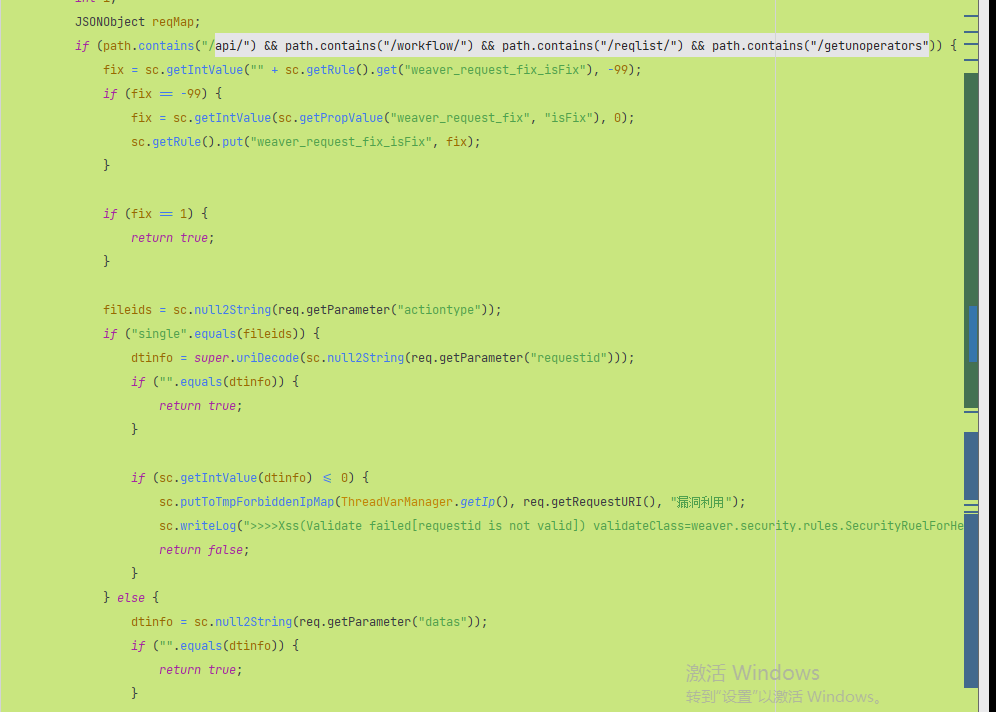 int i;
JSONObject reqMap;
if (path.contains("/api/") && path.contains("/workflow/") && path.contains("/reqlist/") && path.contains("/getunoperators")) {
fix = sc.getIntValue("" + sc.getRule().get("weaver_request_fix_isFix"), -99);
if (fix == -99) {
fix = sc.getIntValue(sc.getPropValue("weaver_request_fix", "isFix"), 0);
sc.getRule().put("weaver_request_fix_isFix", fix);
}
if (fix == 1) {
return true;
}
fileids = sc.null2String(req.getParameter("actiontype"));
if ("single".equals(fileids)) {
dtinfo = super.uriDecode(sc.null2String(req.getParameter("requestid")));
if ("".equals(dtinfo)) {
return true;
}
if (sc.getIntValue(dtinfo) <= 0) {
sc.putToTmpForbiddenIpMap(ThreadVarManager.getIp(), req.getRequestURI(), "漏洞利用");
sc.writeLog(">>>>Xss(Validate failed[requestid is not valid]) validateClass=weaver.security.rules.SecurityRuelForHe
return false;
}
} else {
dtinfo = sc.null2String(req.getParameter("datas"));
if ("".equals(dtinfo)) {
return true;
}
激活 Windows
转到"设置"以激活 Windows。